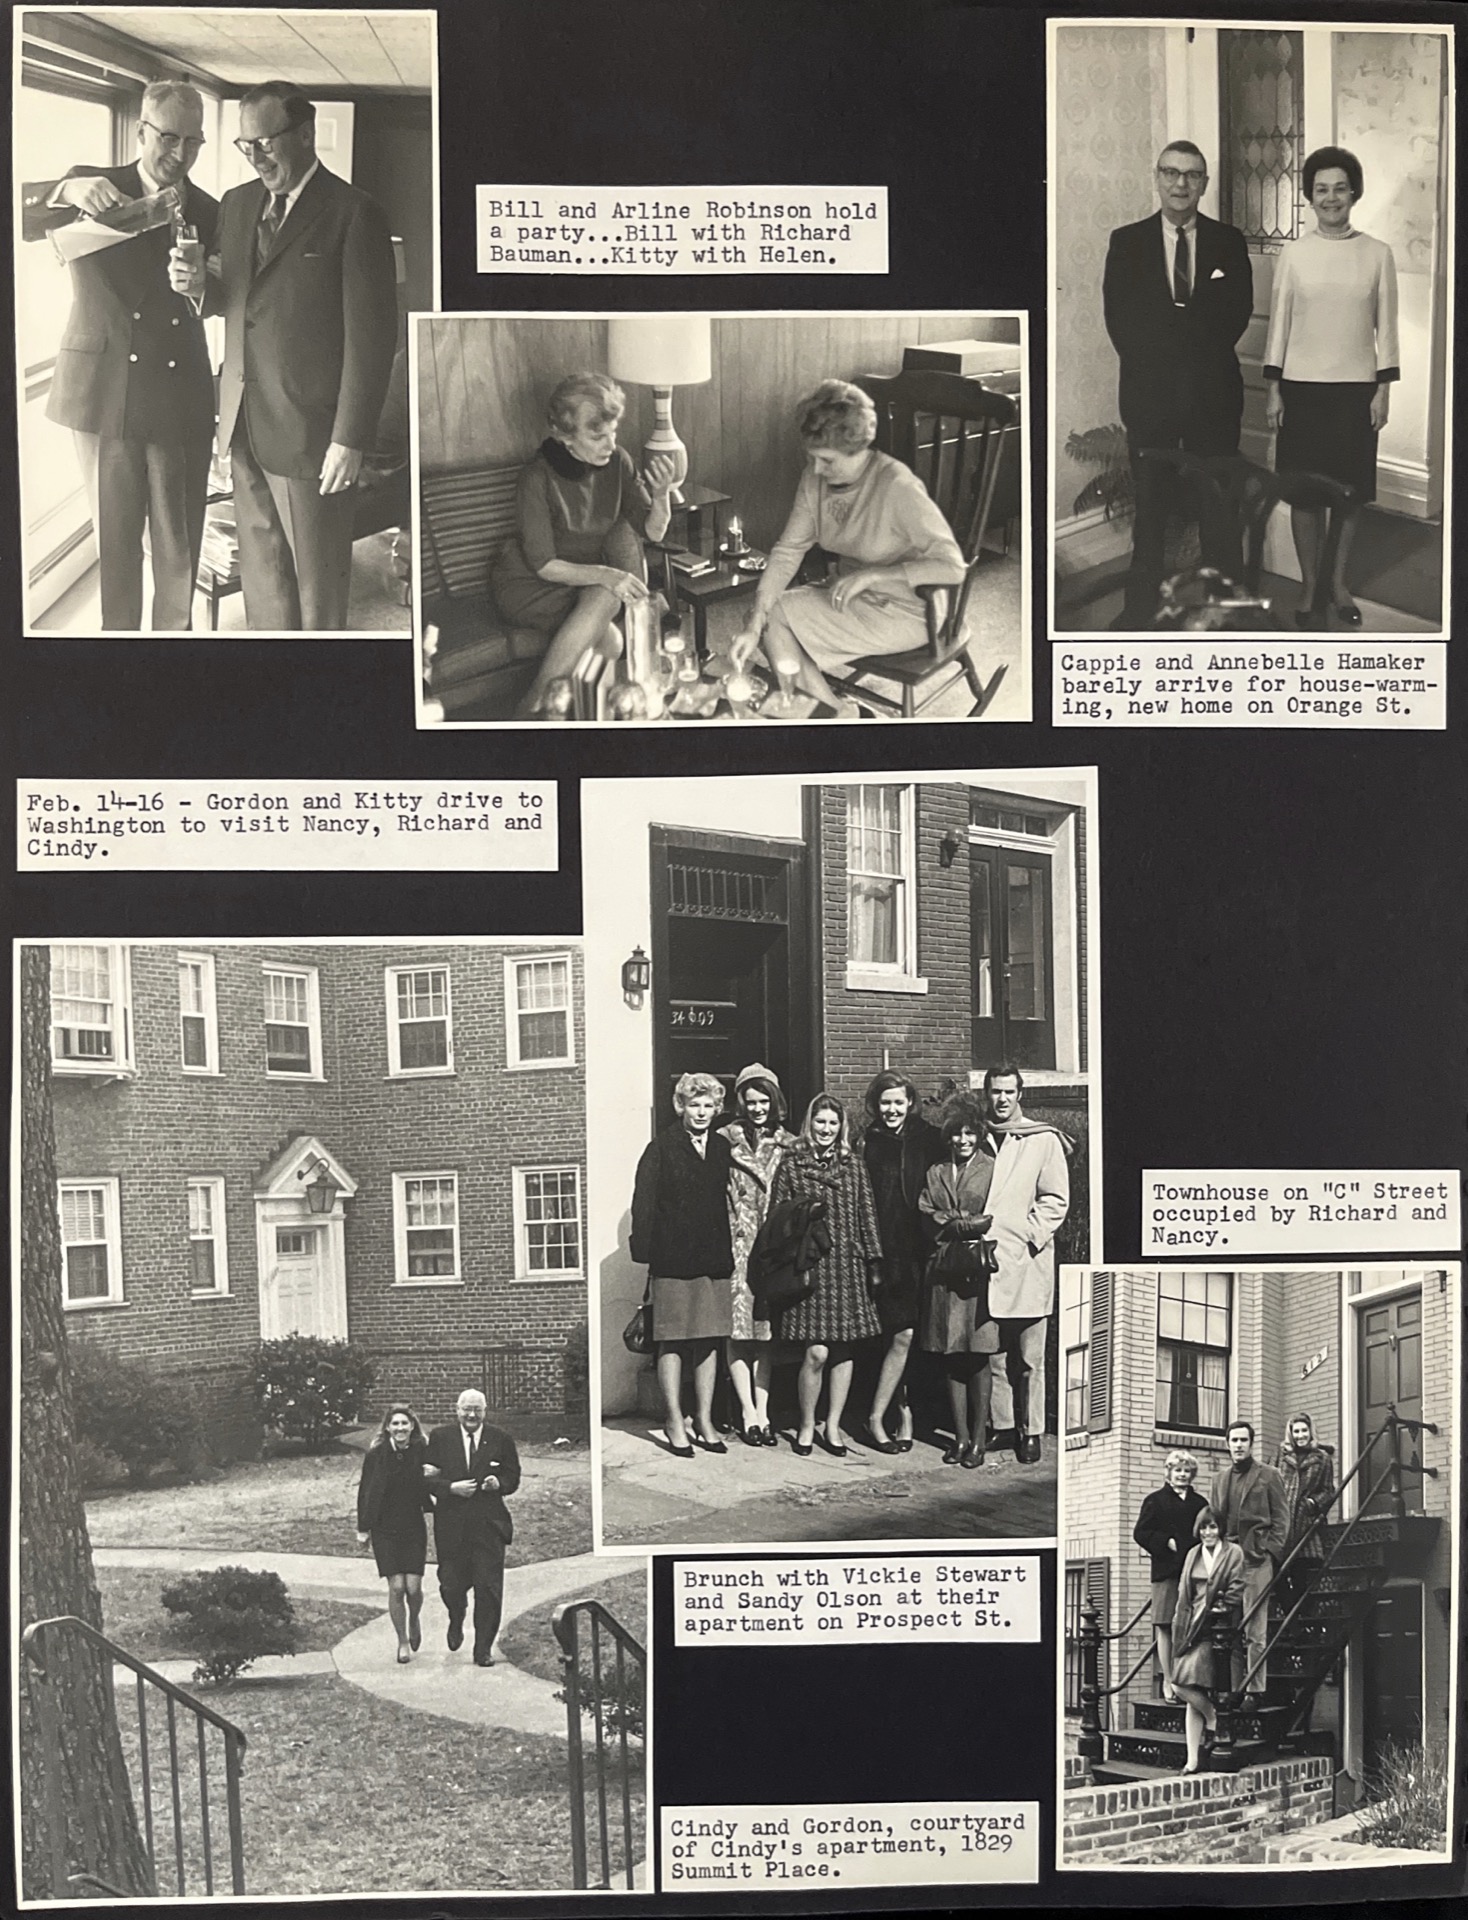 Bill and Arline Robinson hold
a party...Bill with Richard
Bauman...Kitty with Helen.
Cappie and Annebelle Hamaker
barely arrive for house-warm-
ing, new home on Orange St.
Feb. 14-16 - Gordon and Kitty drive to
Washington to visit Nancy, Richard and
Cindy.
3409
Townhouse on "C" Street
occupied by Richard and
Nancy.
Brunch with Vickie Stewart
and Sandy Olson at their
apartment on Prospect St.
Cindy and Gordon, courtyard
of Cindy's apartment, 1829
Summit Place.